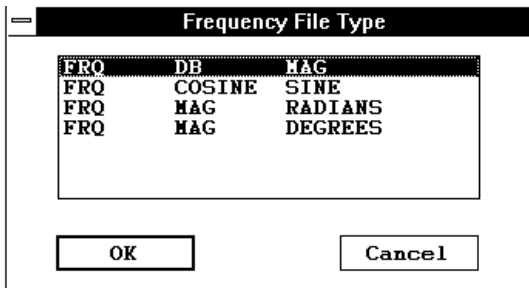 Frequency File Type
FRQ DB MAG
FRQ COSINE SINE
FRQ MAG RADIANS
FRQ MAG DEGREES
OK Cancel